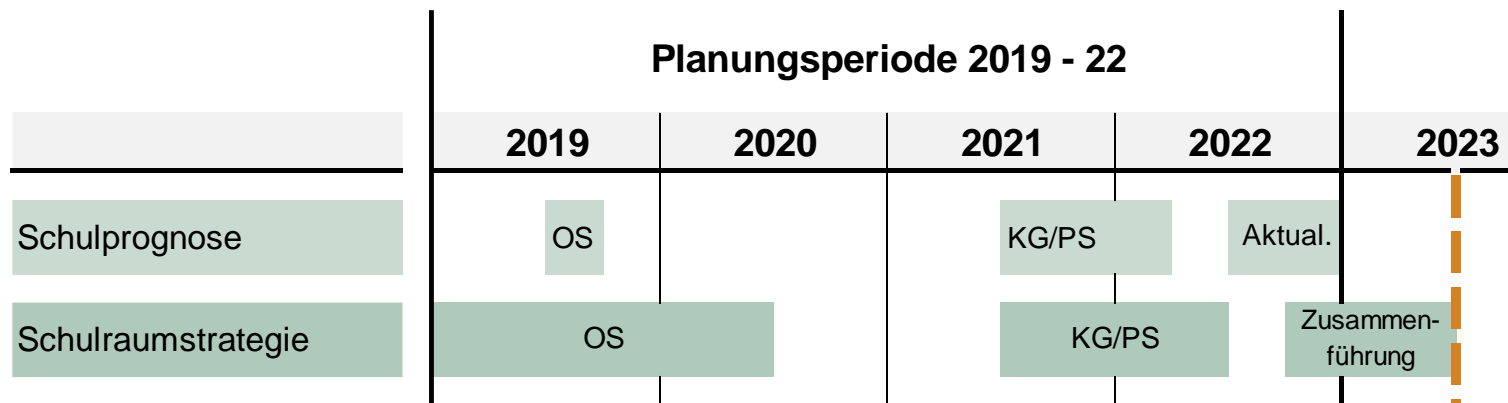 Planungsperiode 2019 - 22
2019 2020 2021 2022 2023
Schulprognose OS KG/PS Aktual.
Schulraumstrategie OS KG/PS Zusammen-
führung